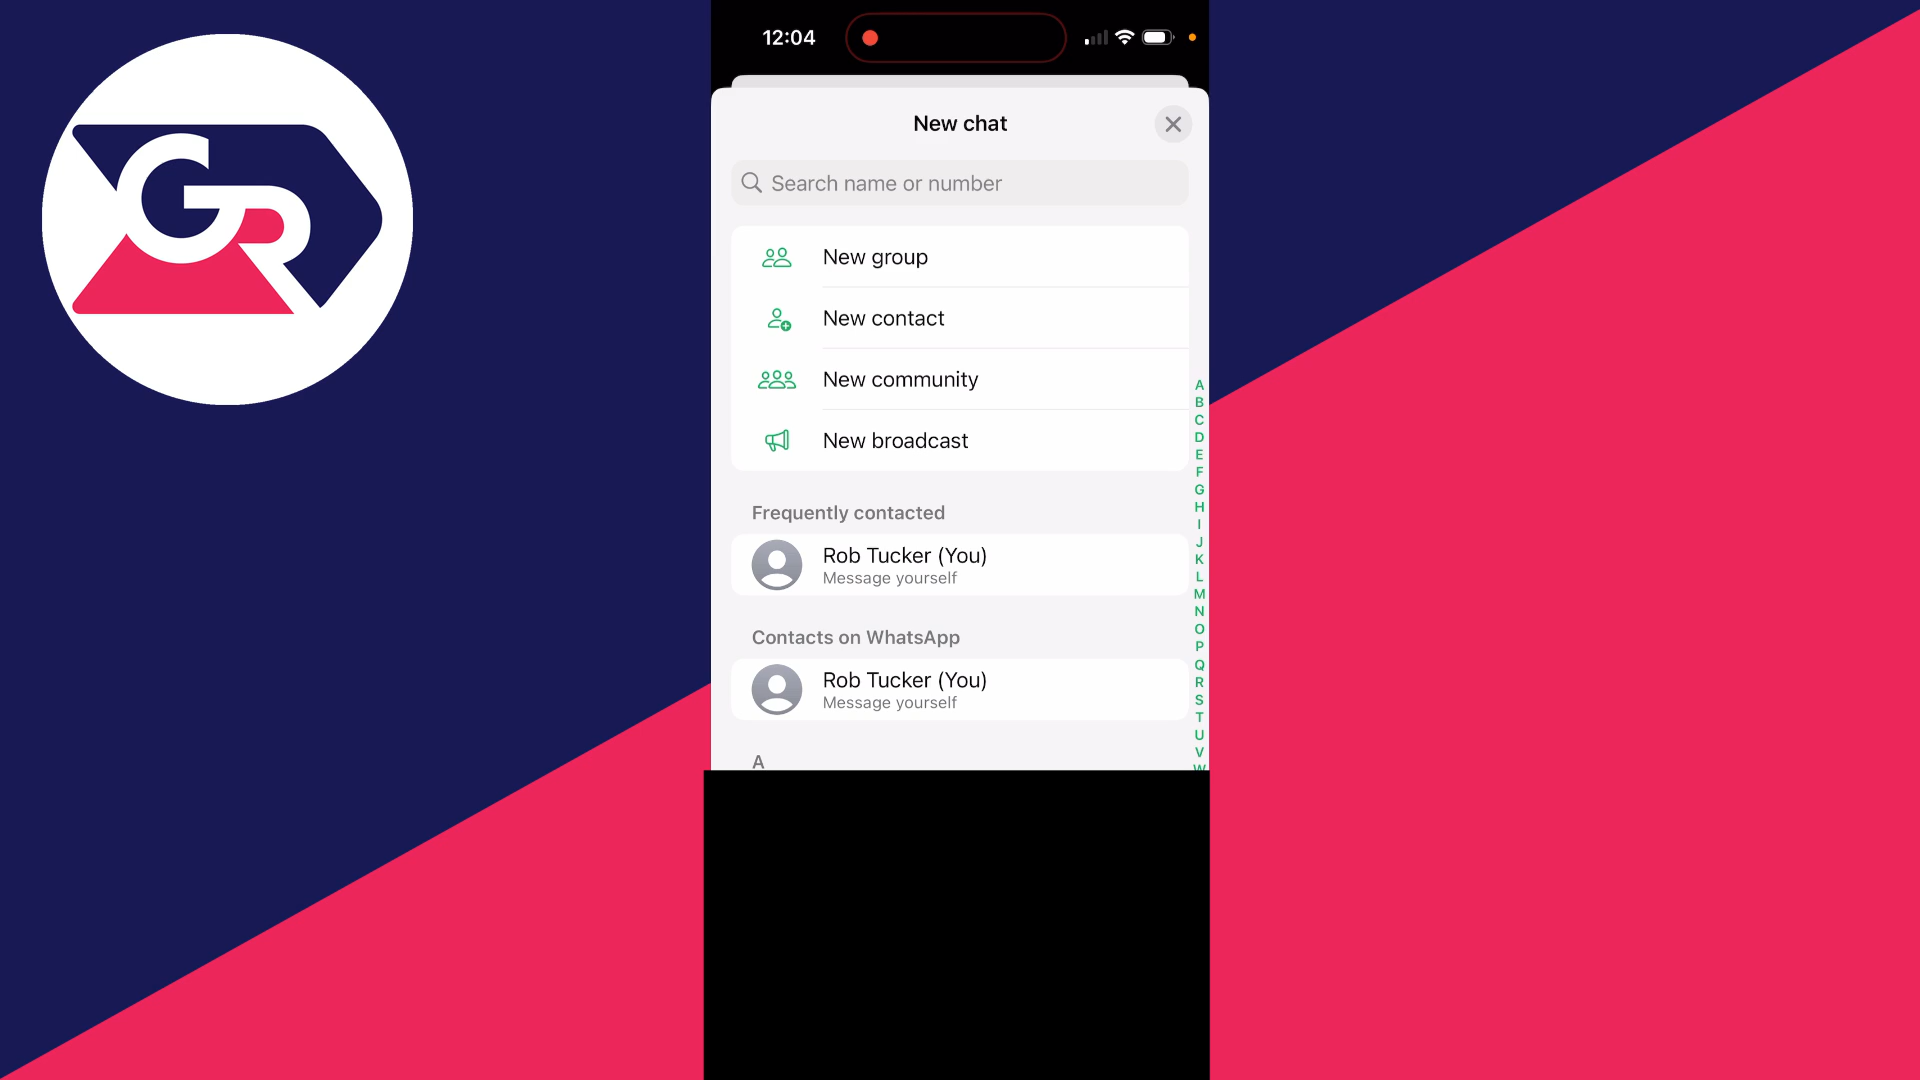 GR
12:04
New chat
Search name or number
New group
New contact
New community
New broadcast
Frequently contacted
Rob Tucker (You)
Message yourself
Contacts on WhatsApp
Rob Tucker (You)
Message yourself
A
A
B
C
D
E
F
G
H
I
J
K
L
M
N
O
P
Q
R
S
T
U
V
W